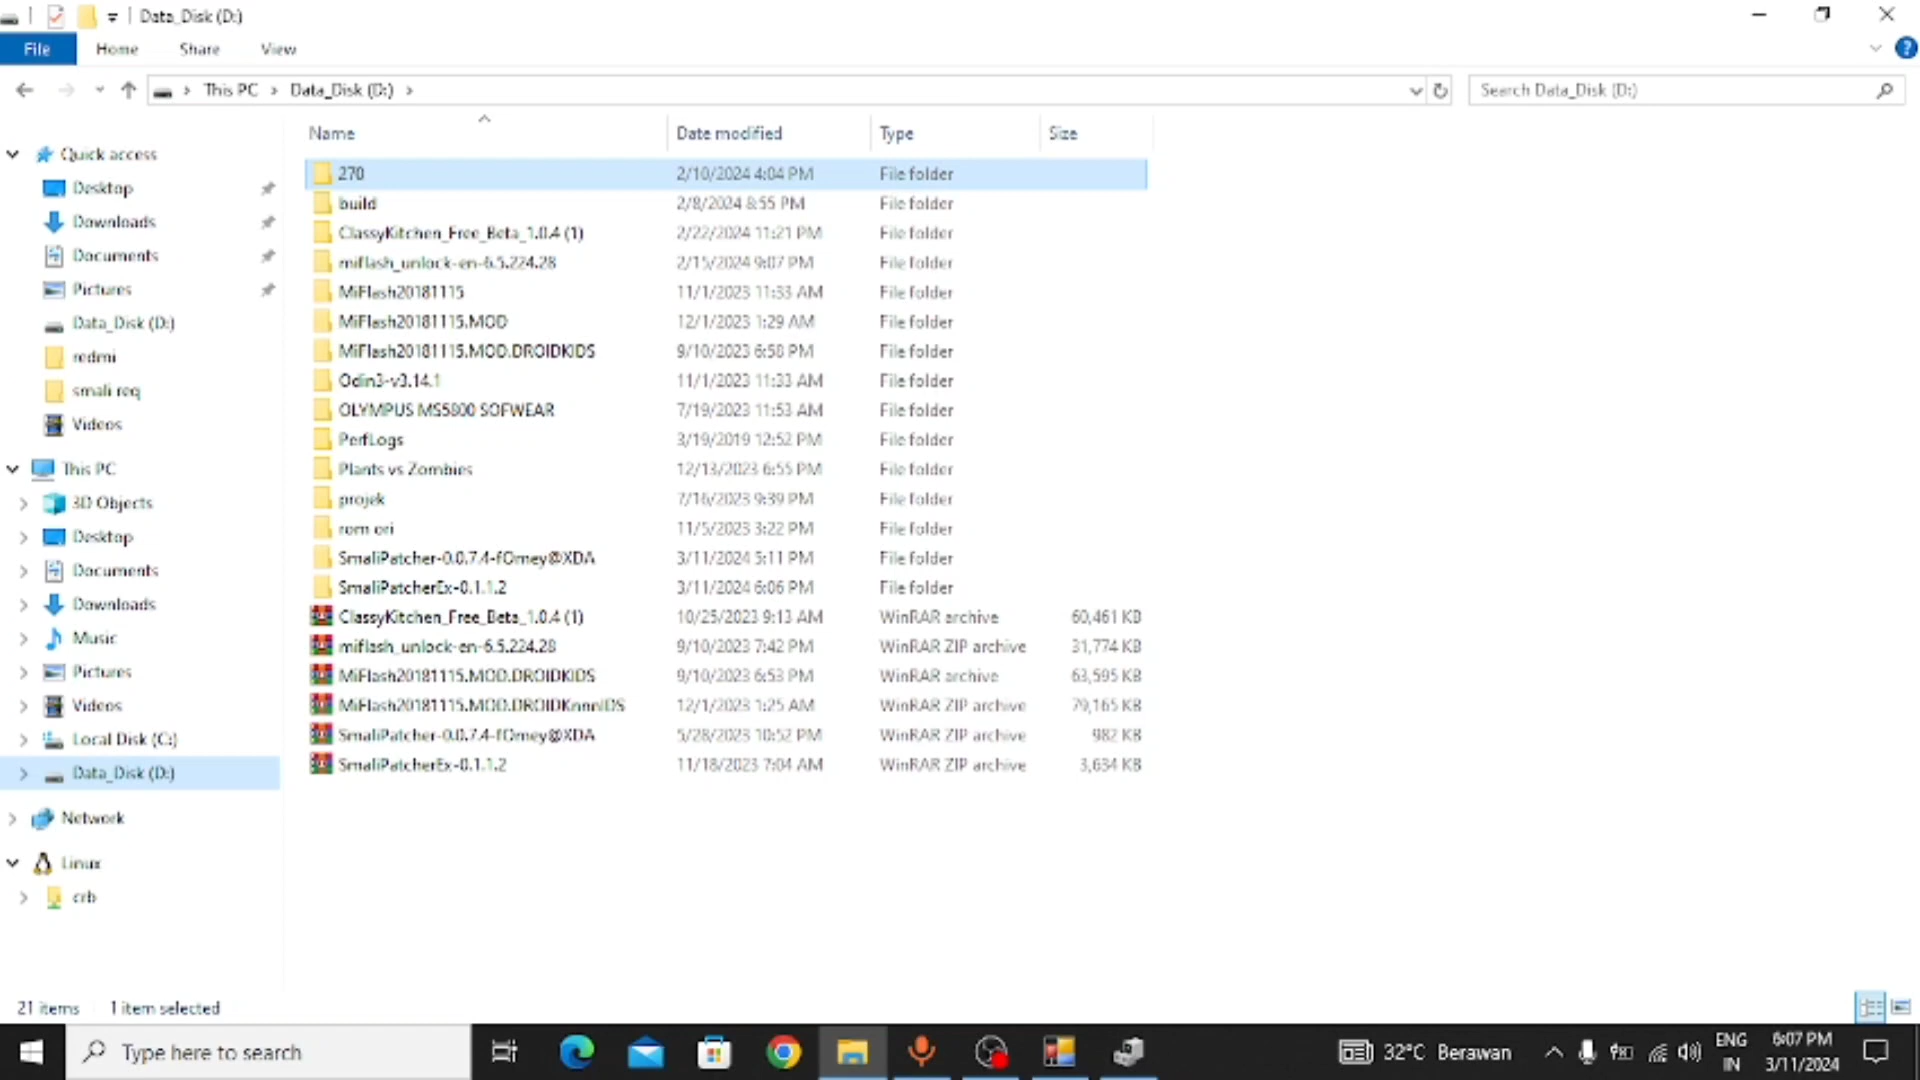 Data_Disk (D:)
File Home Share View
This PC Data_Disk (D:)
Search Data_Disk (D:)
Name Date modified Type Size
Quick access
Desktop
Downloads
Documents
Pictures
Data_Disk (D:)
redmi
smali req
Videos
This PC
3D Objects
Desktop
Documents
Downloads
Music
Pictures
Videos
Local Disk (C:)
Data_Disk (D:)
Network
Linux
crb
270 2/10/2024 4:04 PM File folder
build 2/8/2024 8:55 PM File folder
ClassyKitchen_Free_Beta_1.0.4 (1) 2/22/2024 11:21 PM File folder
miflash_unlock-en-6.5.224.28 2/15/2024 9:07 PM File folder
MiFlash20181115 11/1/2023 11:33 AM File folder
MiFlash20181115.MOD 12/1/2023 1:29 AM File folder
MiFlash20181115.MOD.DROIDKIDS 9/10/2023 6:58 PM File folder
Odin3-v3.14.1 11/1/2023 11:33 AM File folder
OLYMPUS MS5800 SOFWEAR 7/19/2023 11:53 AM File folder
PerfLogs 3/19/2019 12:52 PM File folder
Plants vs Zombies 12/13/2023 6:55 PM File folder
projek 7/16/2023 9:39 PM File folder
rom ori 11/5/2023 3:22 PM File folder
SmaliPatcher-0.0.7.4-fOmey@XDA 3/11/2024 5:11 PM File folder
SmaliPatcherEx-0.1.1.2 3/11/2024 6:06 PM File folder
ClassyKitchen_Free_Beta_1.0.4 (1) 10/25/2023 9:13 AM WinRAR archive 60,461 KB
miflash_unlock-en-6.5.224.28 9/10/2023 7:42 PM WinRAR ZIP archive 31,774 KB
MiFlash20181115.MOD.DROIDKIDS 9/10/2023 6:53 PM WinRAR archive 63,595 KB
MiFlash20181115.MOD.DROIDKnnnIDS 12/1/2023 1:25 AM WinRAR ZIP archive 79,165 KB
SmaliPatcher-0.0.7.4-fOmey@XDA 5/28/2023 10:52 PM WinRAR ZIP archive 982 KB
SmaliPatcherEx-0.1.1.2 11/18/2023 7:04 AM WinRAR ZIP archive 3,634 KB
21 items 1 item selected
Type here to search
32°C Berawan
ENG
IN
6:07 PM
3/11/2024